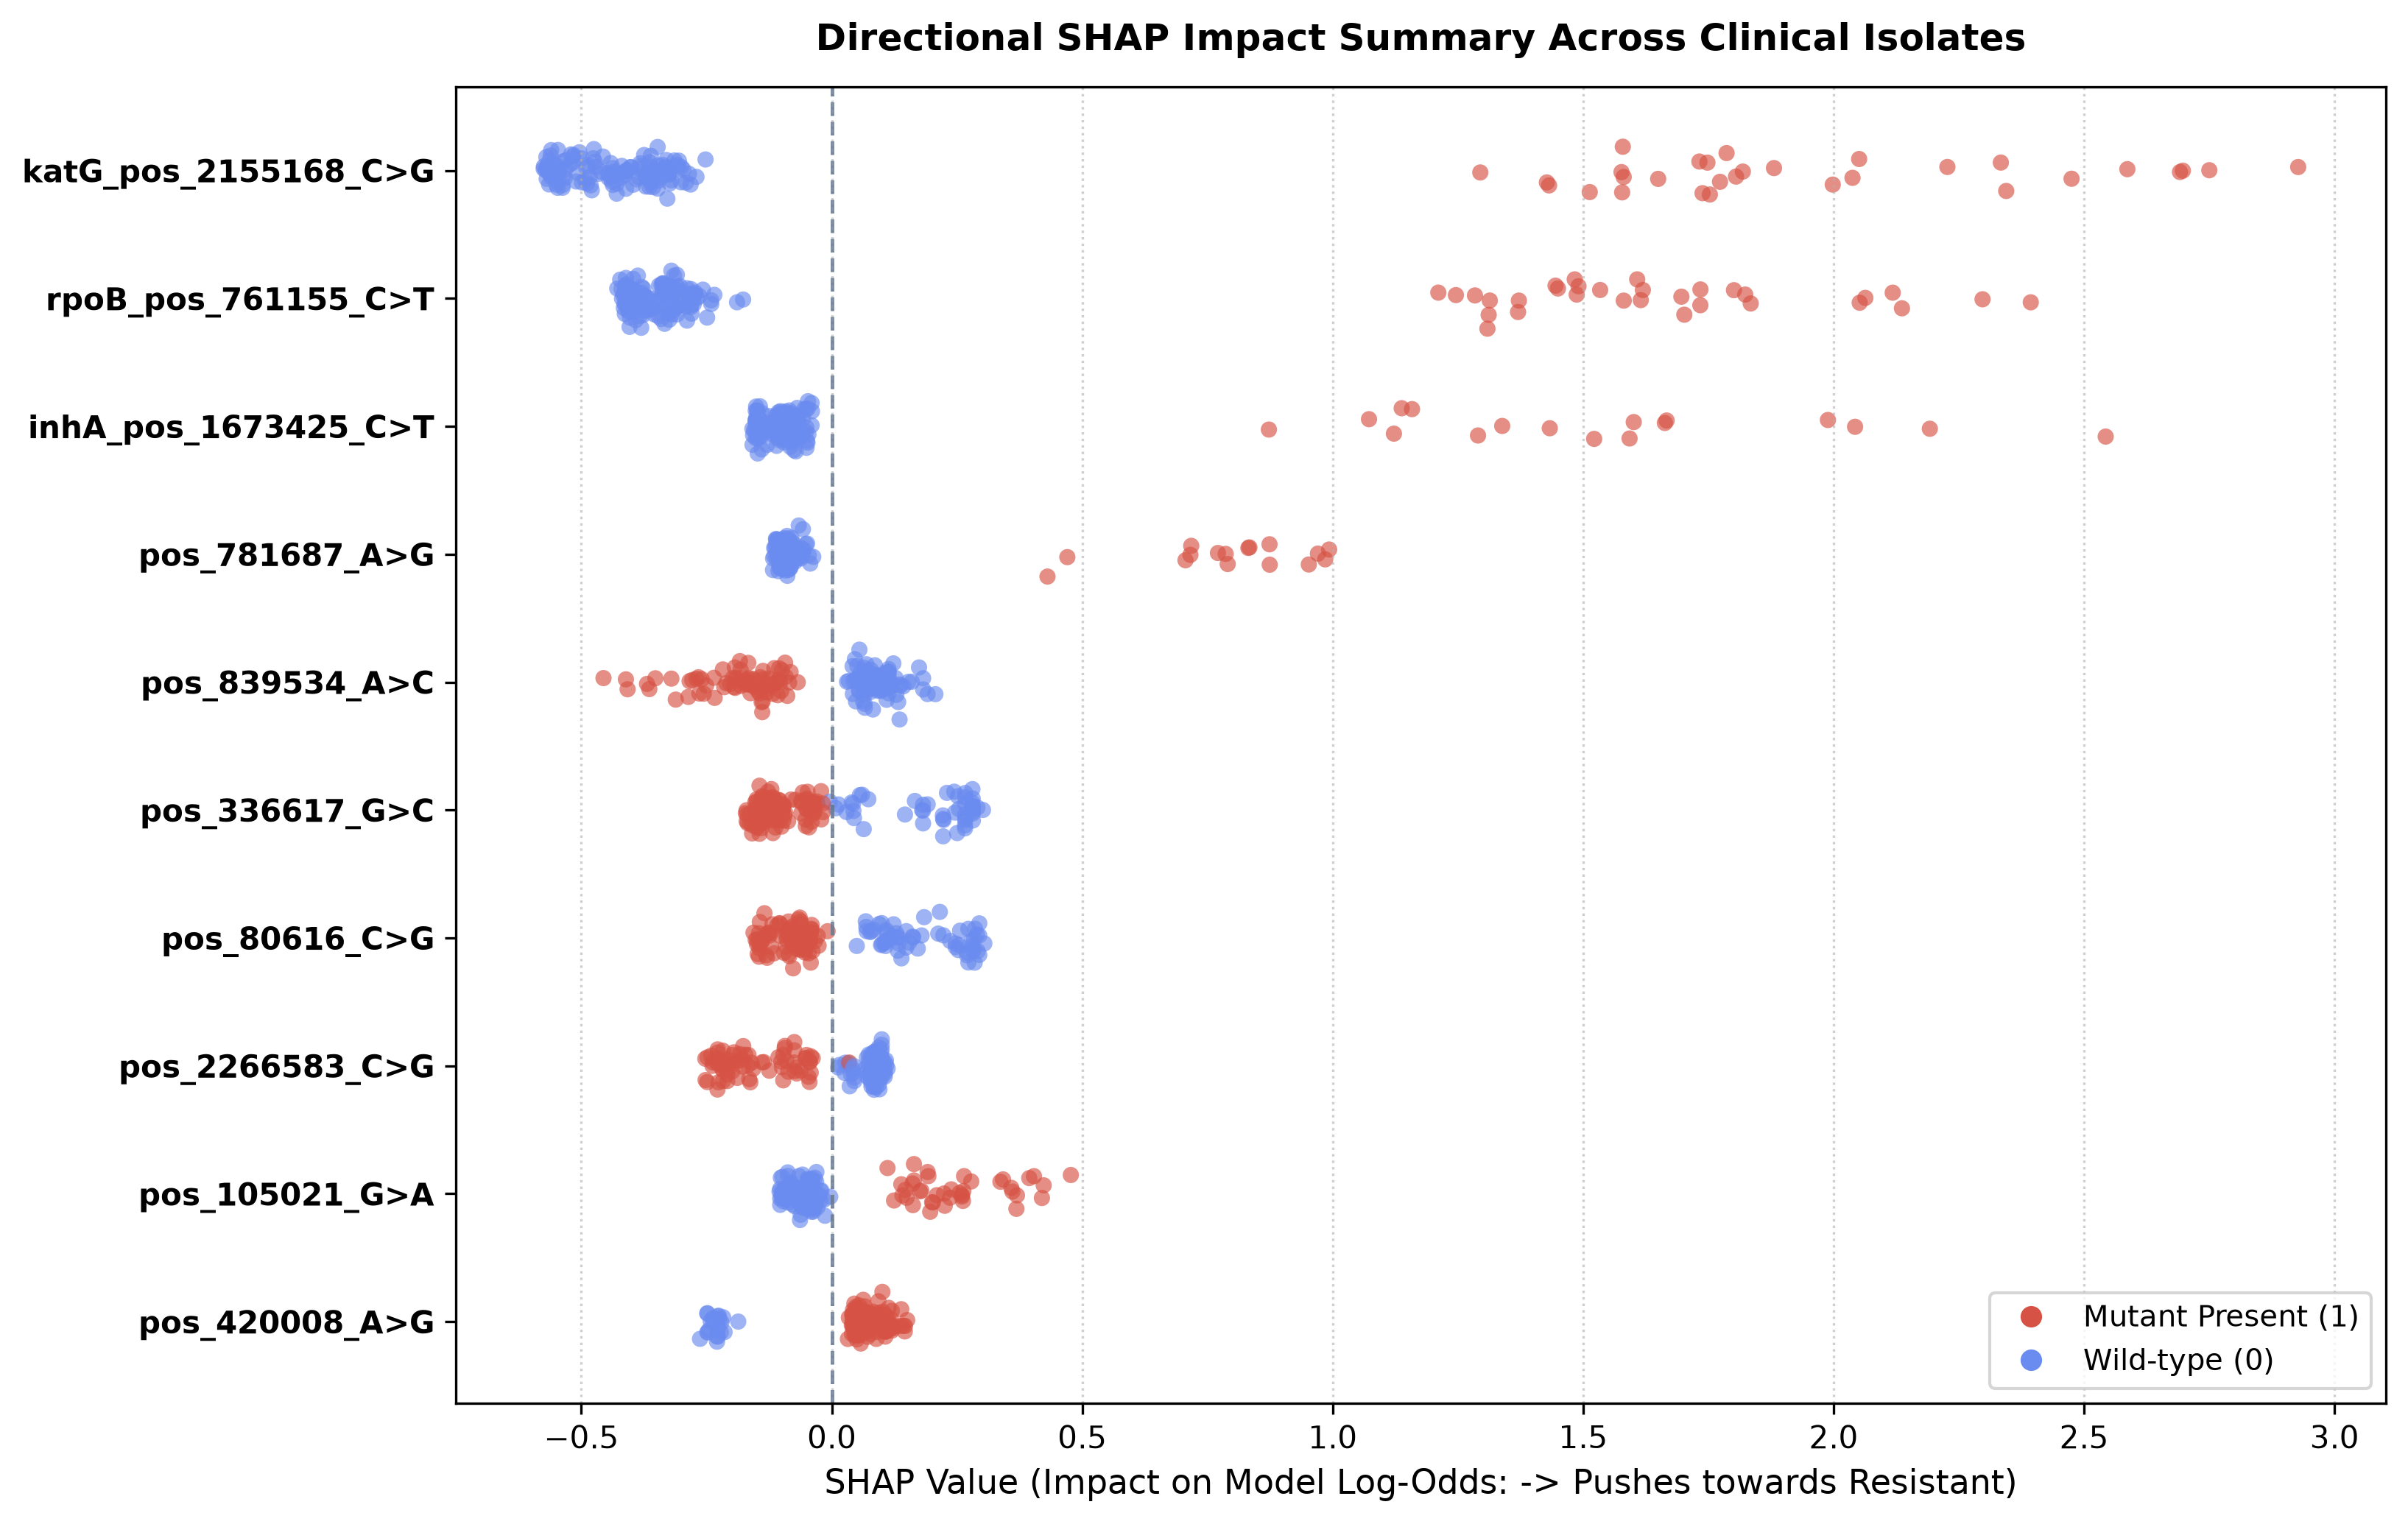 Directional SHAP Impact Summary Across Clinical Isolates
katG_pos_2155168_C>G
rpoB_pos_761155_C>T
inhA_pos_1673425_C>T
pos_781687_A>G
pos_839534_A>C
pos_336617_G>C
pos_80616_C>G
pos_2266583_C>G
pos_105021_G>A
pos_420008_A>G
Mutant Present (1)
Wild-type (0)
−0.5 0.0 0.5 1.0 1.5 2.0 2.5 3.0
SHAP Value (Impact on Model Log-Odds: -> Pushes towards Resistant)